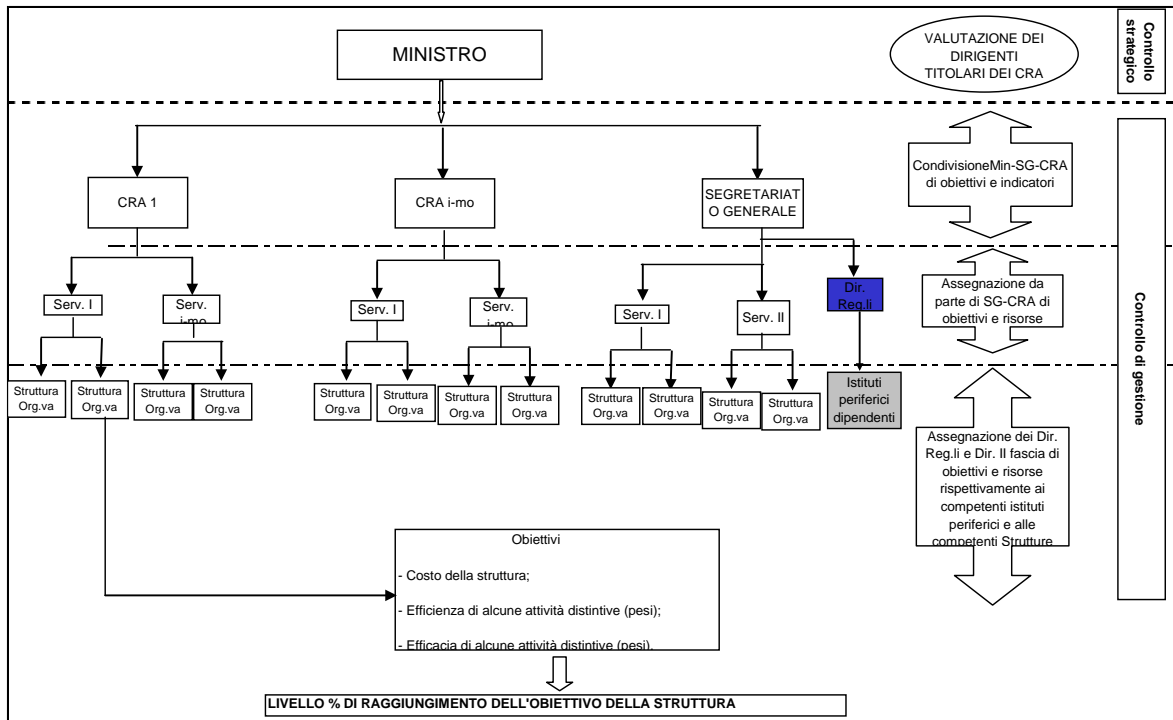 MINISTRO
VALUTAZIONE DEI
DIRIGENTI
TITOLARI DEI CRA
Controllo
strategico
CondivisioneMin-SG-CRA
di obiettivi e indicatori
CRA 1
CRA i-mo
SEGRETARIAT
O GENERALE
Serv. I
Serv.
i-mo
Serv. I
Serv.
i-mo
Serv. I
Serv. II
Dir.
Reg.li
Assegnazione da
parte di SG-CRA di
obiettivi e risorse
Controllo di gestione
Struttura
Org.va
Struttura
Org.va
Struttura
Org.va
Struttura
Org.va
Struttura
Org.va
Struttura
Org.va
Struttura
Org.va
Struttura
Org.va
Struttura
Org.va
Struttura
Org.va
Struttura
Org.va
Struttura
Org.va
Istituti
periferici
dipendenti
Assegnazione dei Dir.
Reg.li e Dir. II fascia di
obiettivi e risorse
rispettivamente ai
competenti istituti
periferici e alle
competenti Strutture
Obiettivi
- Costo della struttura;
- Efficienza di alcune attività distintive (pesi);
- Efficacia di alcune attività distintive (pesi).
LIVELLO % DI RAGGIUNGIMENTO DELL'OBIETTIVO DELLA STRUTTURA